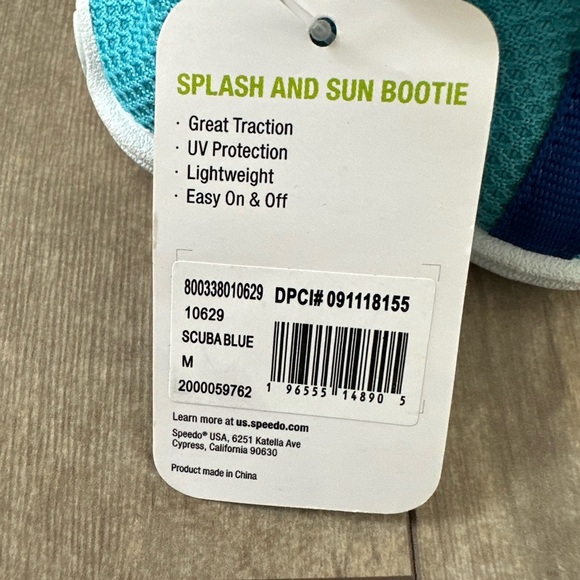 SPLASH AND SUN BOOTIE
· Great Traction
· UV Protection
· Lightweight
· Easy On & Off
800338010629 DPCI# 091118155
10629
SCUBA BLUE
M
2000059762
1 96555 14890 5
Learn more at us.speedo.com
Speedo® USA, 6251 Katella Ave
Cypress, California 90630
Product made in China